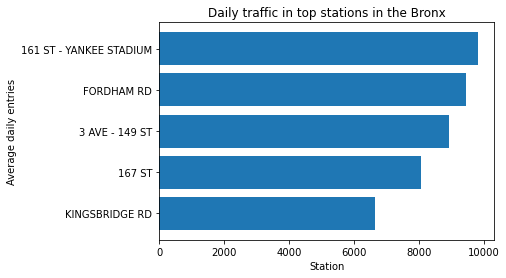 Daily traffic in top stations in the Bronx
Average daily entries
161 ST - YANKEE STADIUM
FORDHAM RD
3 AVE - 149 ST
167 ST
KINGSBRIDGE RD
0 2000 4000 6000 8000 10000
Station